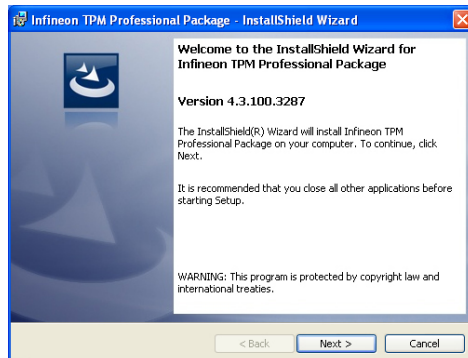 Infineon TPM Professional Package - InstallShield Wizard
Welcome to the InstallShield Wizard for
Infineon TPM Professional Package
Version 4.3.100.3287
The InstallShield(R) Wizard will install Infineon TPM
Professional Package on your computer. To continue, click
Next.
It is recommended that you close all other applications before
starting Setup.
WARNING: This program is protected by copyright law and
international treaties.
< Back Next > Cancel